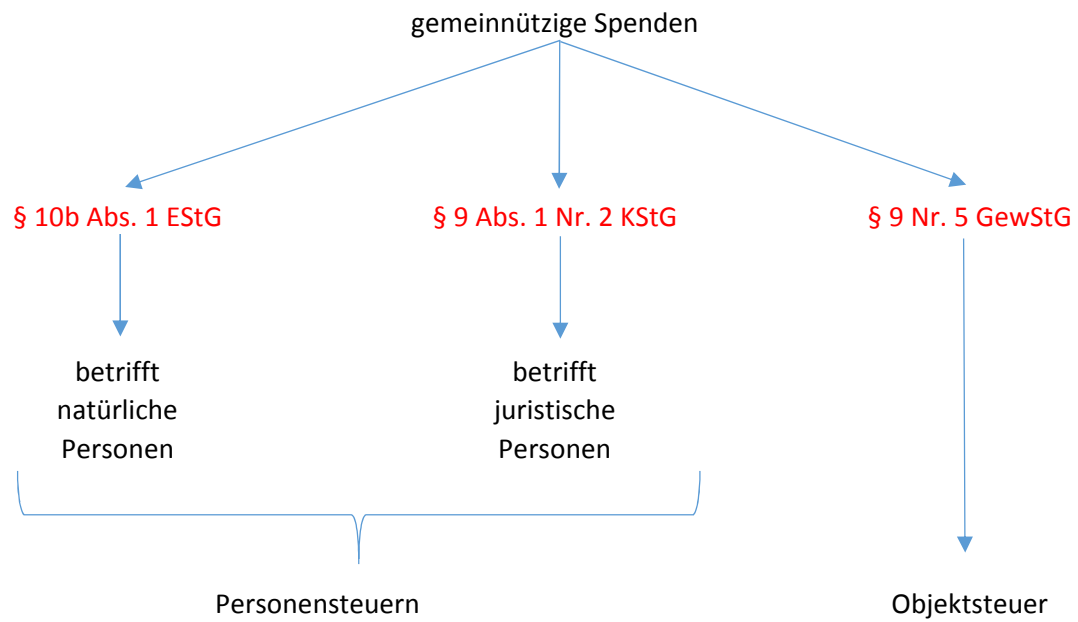 gemeinnützige Spenden
§ 10b Abs. 1 EStG
§ 9 Abs. 1 Nr. 2 KStG
§ 9 Nr. 5 GewStG
betrifft
natürliche
Personen
betrifft
juristische
Personen
Personensteuern
Objektsteuer